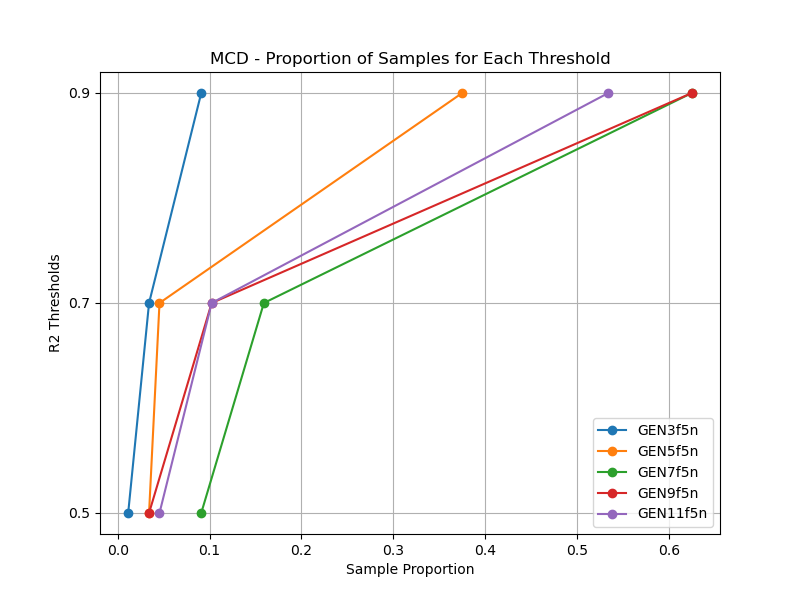 MCD - Proportion of Samples for Each Threshold
0.9
0.7
0.5
R2 Thresholds
0.0 0.1 0.2 0.3 0.4 0.5 0.6
Sample Proportion
GEN3f5n
GEN5f5n
GEN7f5n
GEN9f5n
GEN11f5n